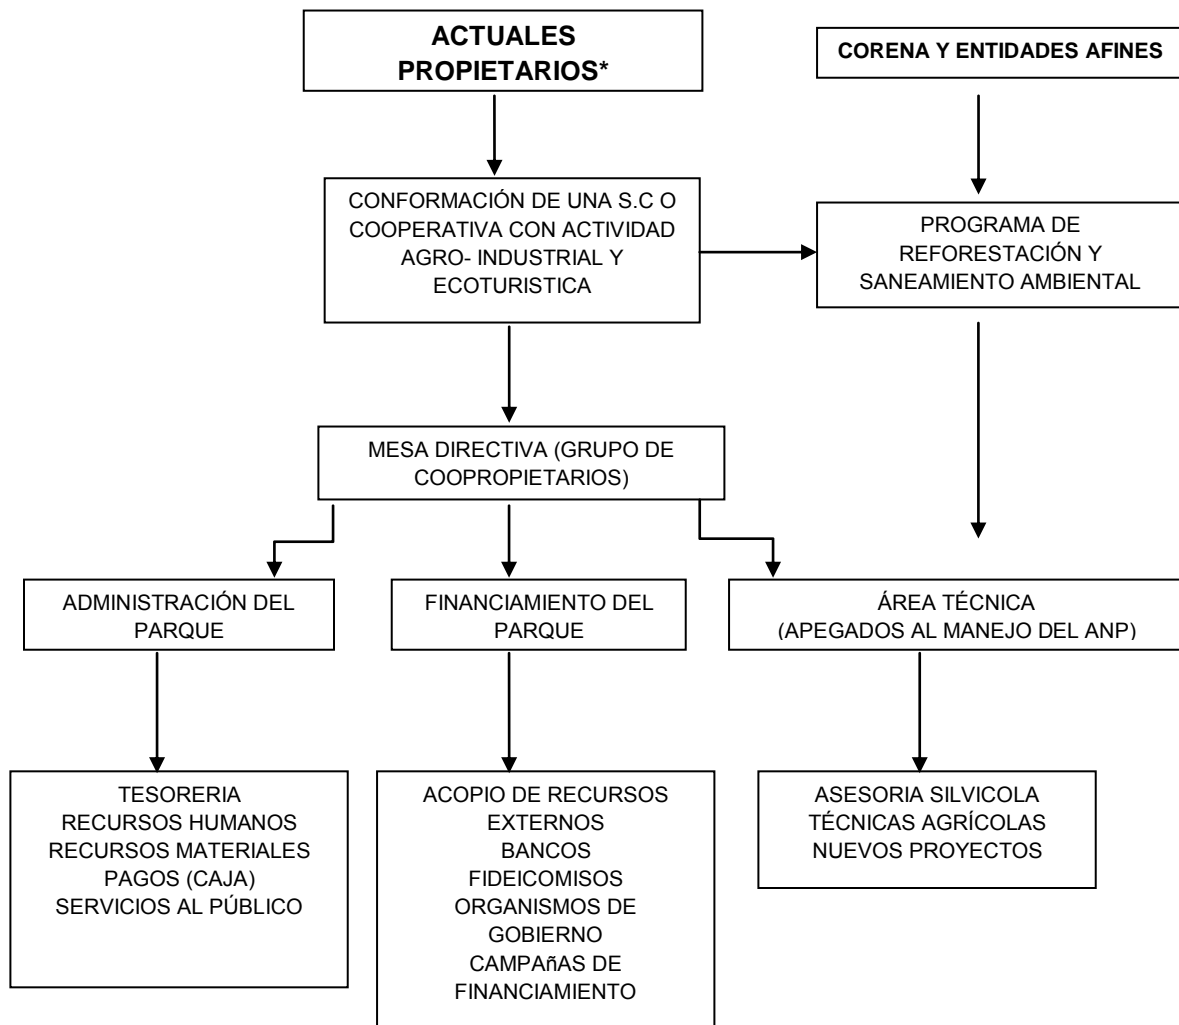 ACTUALES
PROPIETARIOS*
CORENA Y ENTIDADES AFINES
CONFORMACIÓN DE UNA S.C O
COOPERATIVA CON ACTIVIDAD
AGRO- INDUSTRIAL Y
ECOTURISTICA
PROGRAMA DE
REFORESTACIÓN Y
SANEAMIENTO AMBIENTAL
MESA DIRECTIVA (GRUPO DE
COOPROPIETARIOS)
ADMINISTRACIÓN DEL
PARQUE
FINANCIAMIENTO DEL
PARQUE
ÁREA TÉCNICA
(APEGADOS AL MANEJO DEL ANP)
TESORERIA
RECURSOS HUMANOS
RECURSOS MATERIALES
PAGOS (CAJA)
SERVICIOS AL PÚBLICO
ACOPIO DE RECURSOS
EXTERNOS
BANCOS
FIDEICOMISOS
ORGANISMOS DE
GOBIERNO
CAMPAñAS DE
FINANCIAMIENTO
ASESORIA SILVICOLA
TÉCNICAS AGRÍCOLAS
NUEVOS PROYECTOS